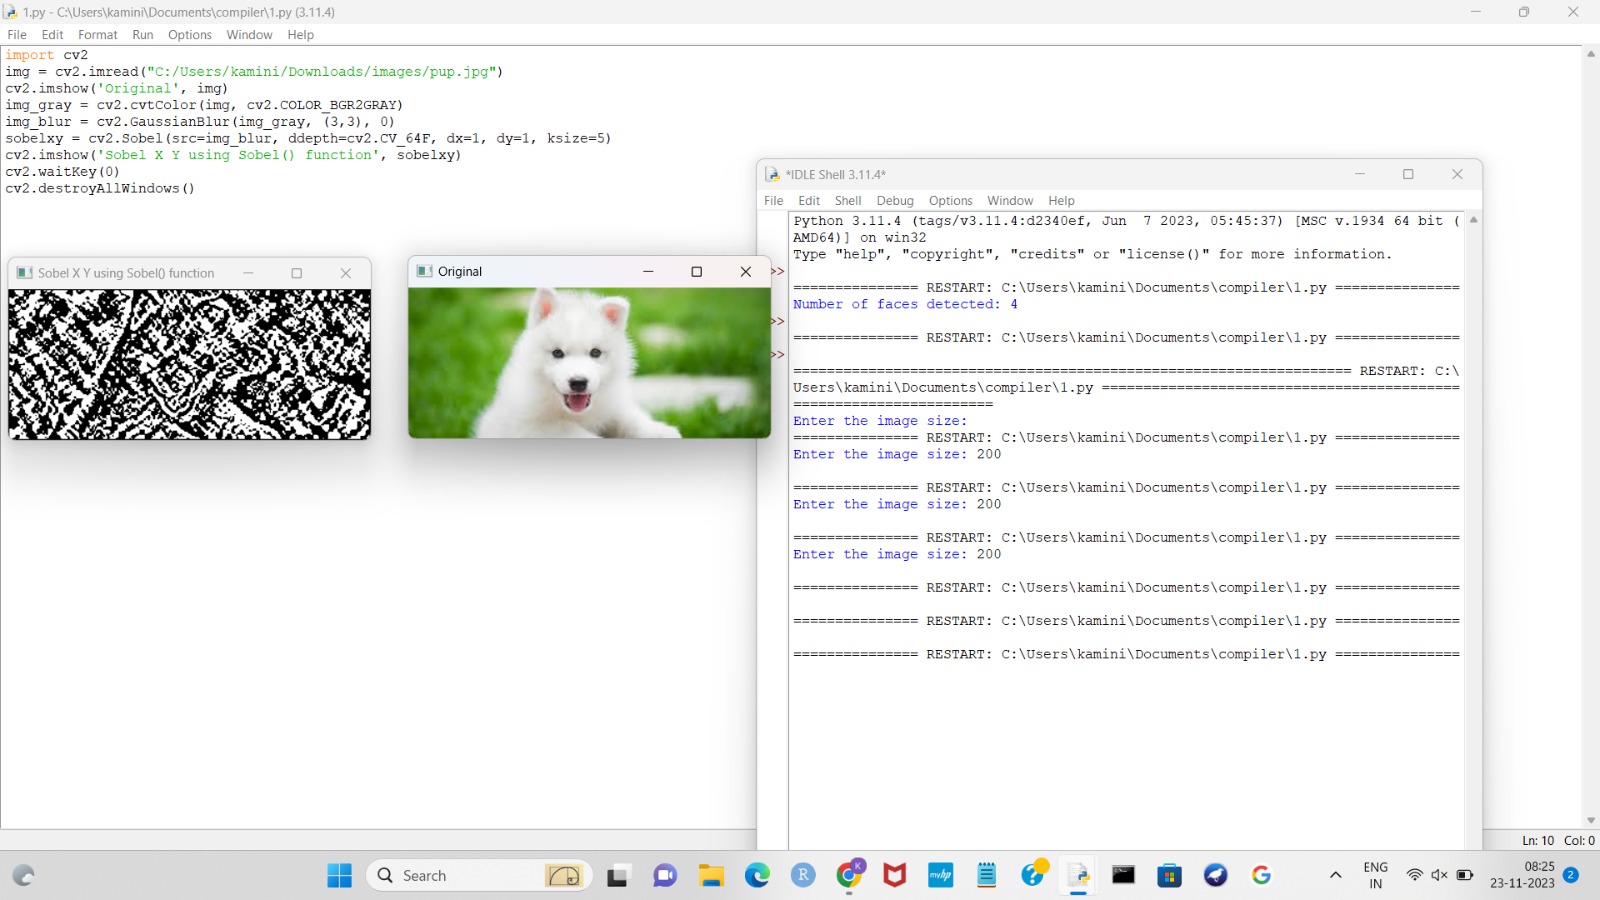 1.py - C:\Users\kamini\Documents\compiler\1.py (3.11.4)
File Edit Format Run Options Window Help
import cv2
img = cv2.imread("C:/Users/kamini/Downloads/images/pup.jpg")
cv2.imshow('Original', img)
img_gray = cv2.cvtColor(img, cv2.COLOR_BGR2GRAY)
img_blur = cv2.GaussianBlur(img_gray, (3,3), 0)
sobelxy = cv2.Sobel(src=img_blur, ddepth=cv2.CV_64F, dx=1, dy=1, ksize=5)
cv2.imshow('Sobel X Y using Sobel() function', sobelxy)
cv2.waitKey(0)
cv2.destroyAllWindows()
Sobel X Y using Sobel() function
Original
*IDLE Shell 3.11.4*
File Edit Shell Debug Options Window Help
Python 3.11.4 (tags/v3.11.4:d2340ef, Jun  7 2023, 05:45:37) [MSC v.1934 64 bit (
AMD64)] on win32
Type "help", "copyright", "credits" or "license()" for more information.
>>
=============== RESTART: C:\Users\kamini\Documents\compiler\1.py ===============
Number of faces detected: 4
>>
=============== RESTART: C:\Users\kamini\Documents\compiler\1.py ===============
>>
=================================================================== RESTART: C:\
Users\kamini\Documents\compiler\1.py ===========================================
========================
Enter the image size:
=============== RESTART: C:\Users\kamini\Documents\compiler\1.py ===============
Enter the image size: 200
=============== RESTART: C:\Users\kamini\Documents\compiler\1.py ===============
Enter the image size: 200
=============== RESTART: C:\Users\kamini\Documents\compiler\1.py ===============
Enter the image size: 200
=============== RESTART: C:\Users\kamini\Documents\compiler\1.py ===============
=============== RESTART: C:\Users\kamini\Documents\compiler\1.py ===============
=============== RESTART: C:\Users\kamini\Documents\compiler\1.py ===============
Ln: 10 Col: 0
Search
R
K
myhp
?
G
ENG
IN
08:25
23-11-2023
2